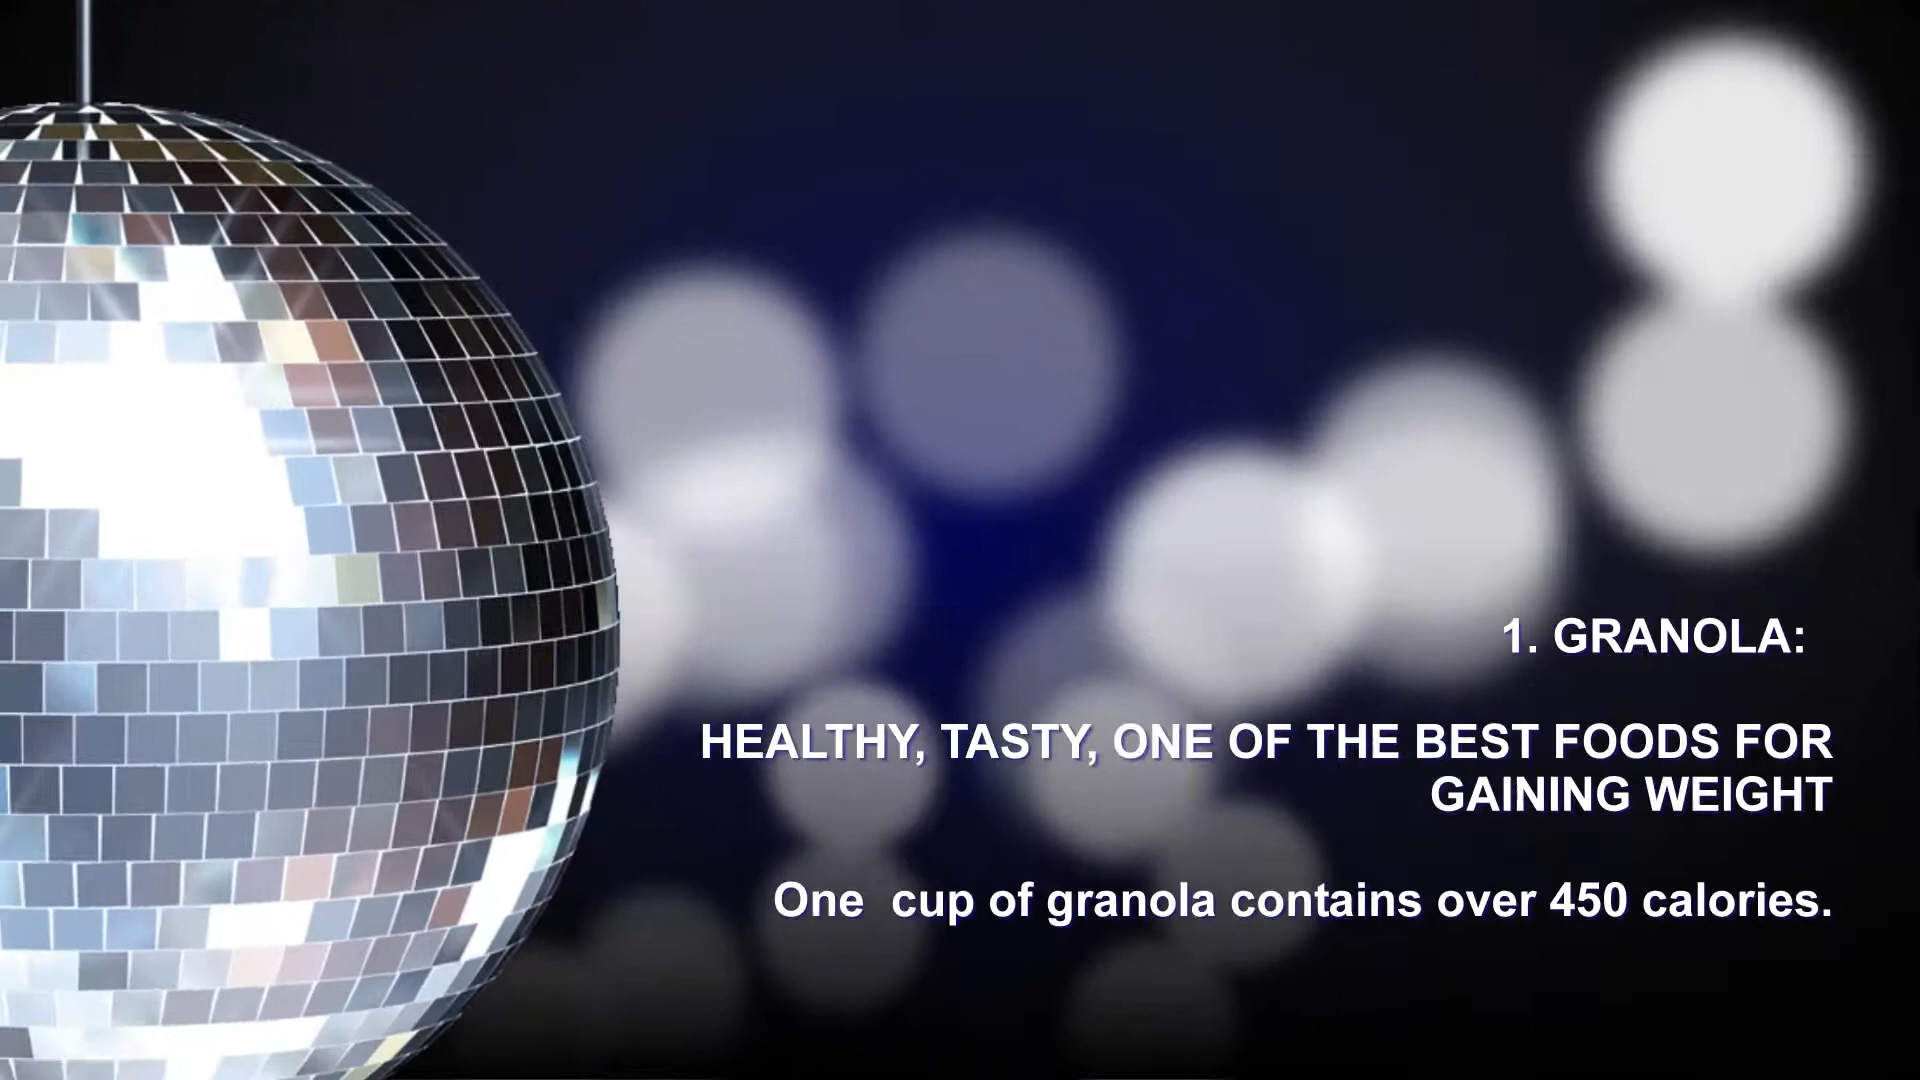 1. GRANOLA:
HEALTHY, TASTY, ONE OF THE BEST FOODS FOR
GAINING WEIGHT
One  cup of granola contains over 450 calories.